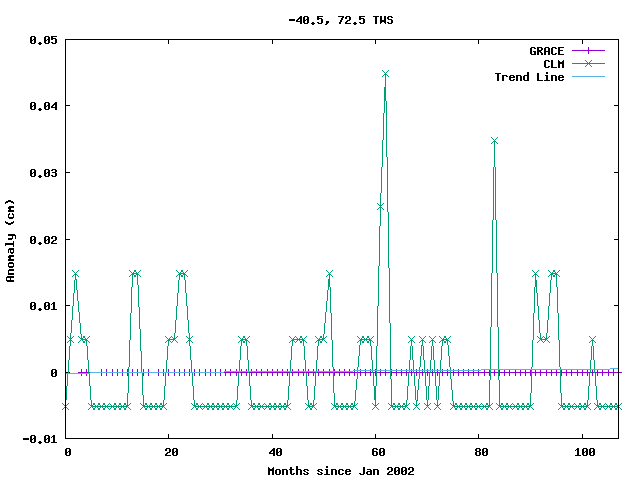 -40.5, 72.5 TWS
GRACE
CLM
Trend Line
0.05
0.04
0.03
0.02
0.01
0
-0.01
Anomaly (cm)
0 20 40 60 80 100
Months since Jan 2002